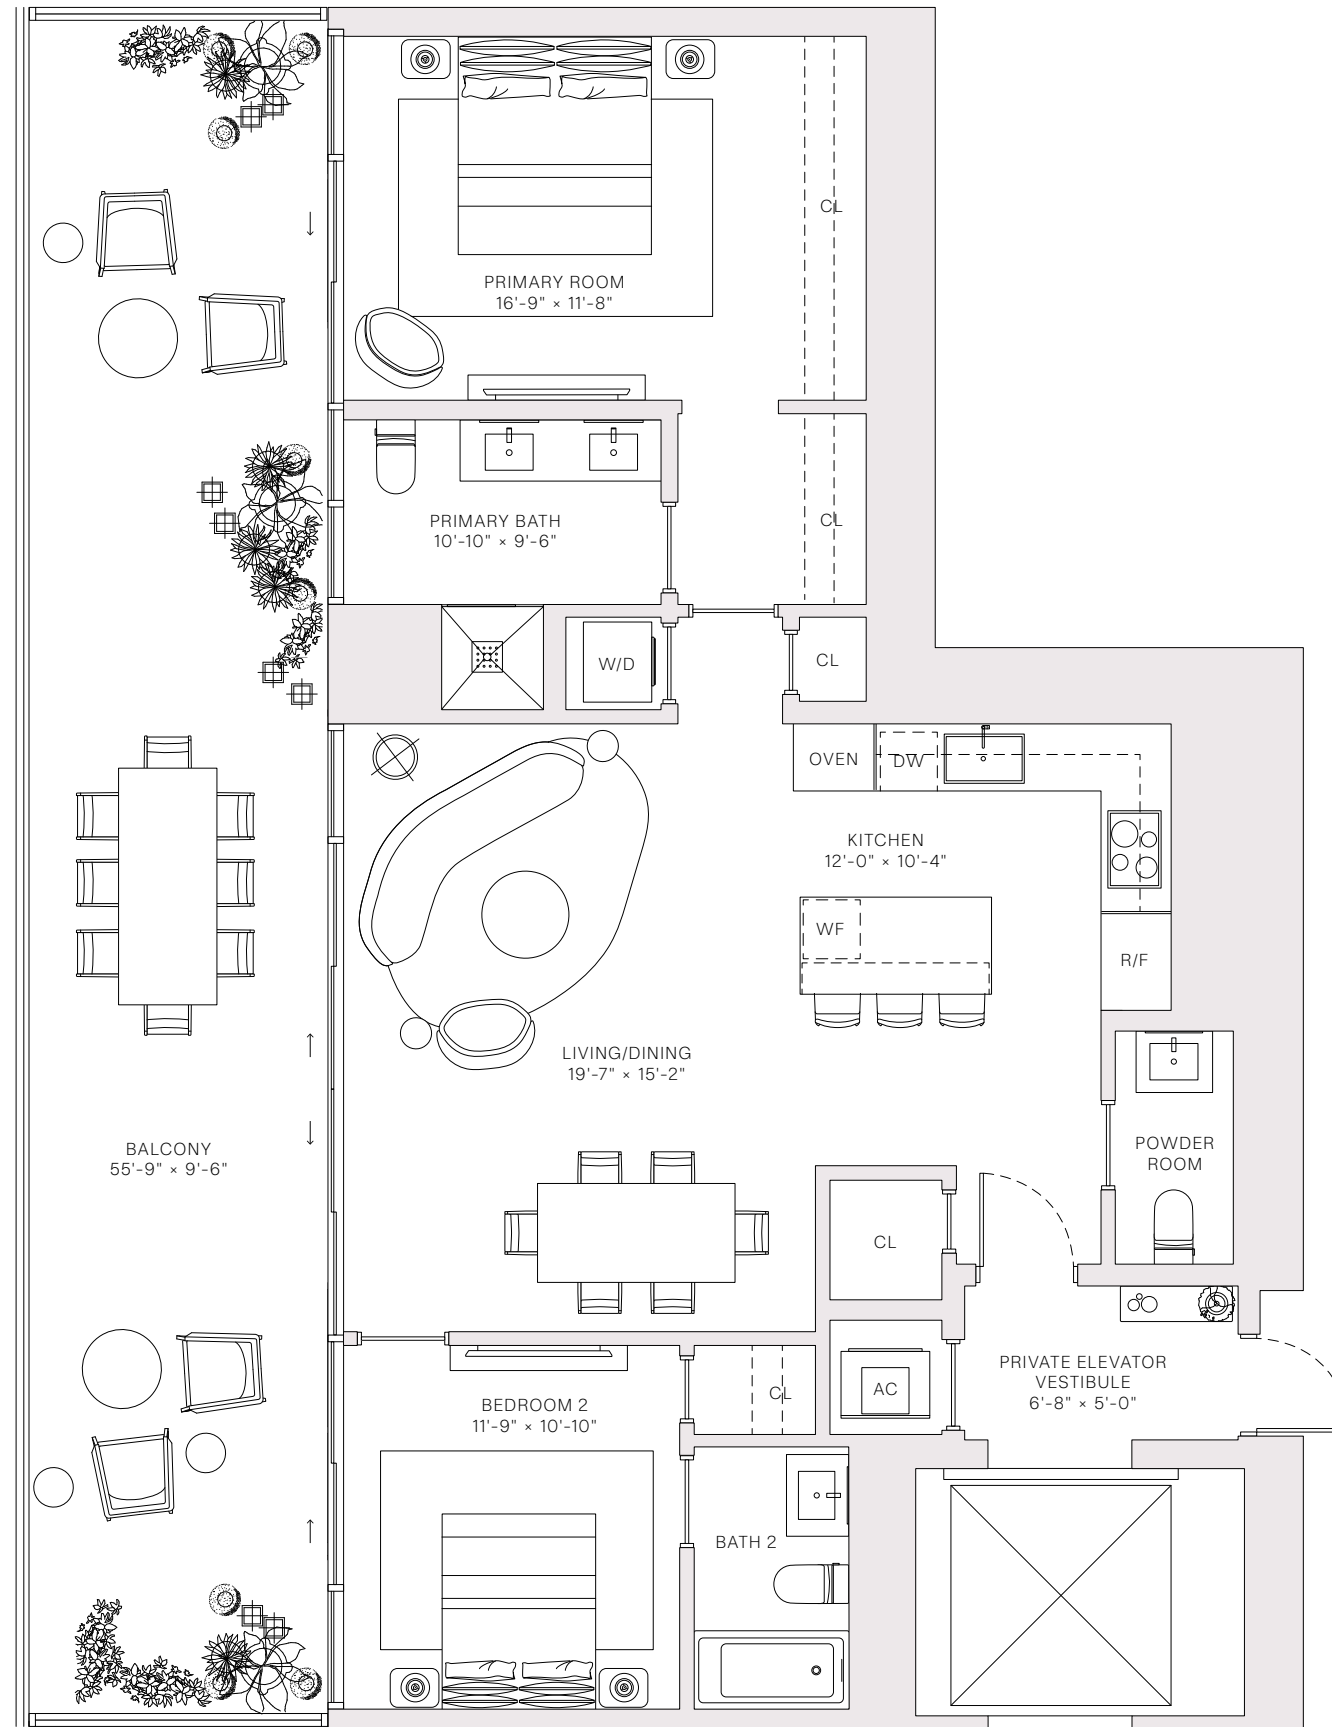 CL
PRIMARY ROOM
16'-9" × 11'-8"
PRIMARY BATH
10'-10" × 9'-6"
CL
W/D
CL
OVEN
DW
KITCHEN
12'-0" × 10'-4"
WF
R/F
LIVING/DINING
19'-7" × 15'-2"
BALCONY
55'-9" × 9'-6"
POWDER
ROOM
CL
PRIVATE ELEVATOR
VESTIBULE
6'-8" × 5'-0"
AC
CL
BEDROOM 2
11'-9" × 10'-10"
BATH 2